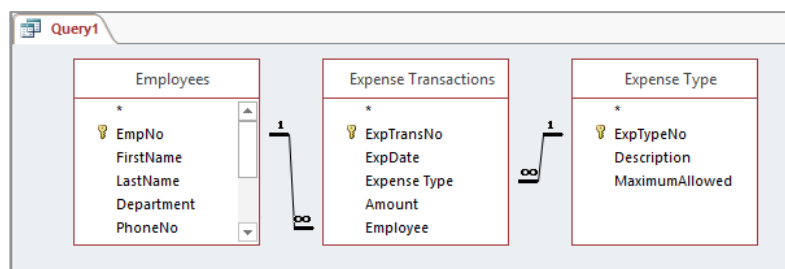 Query1
Employees
*
EmpNo
FirstName
LastName
Department
PhoneNo
1
∞
Expense Transactions
*
ExpTransNo
ExpDate
Expense Type
Amount
Employee
1
∞
Expense Type
*
ExpTypeNo
Description
MaximumAllowed